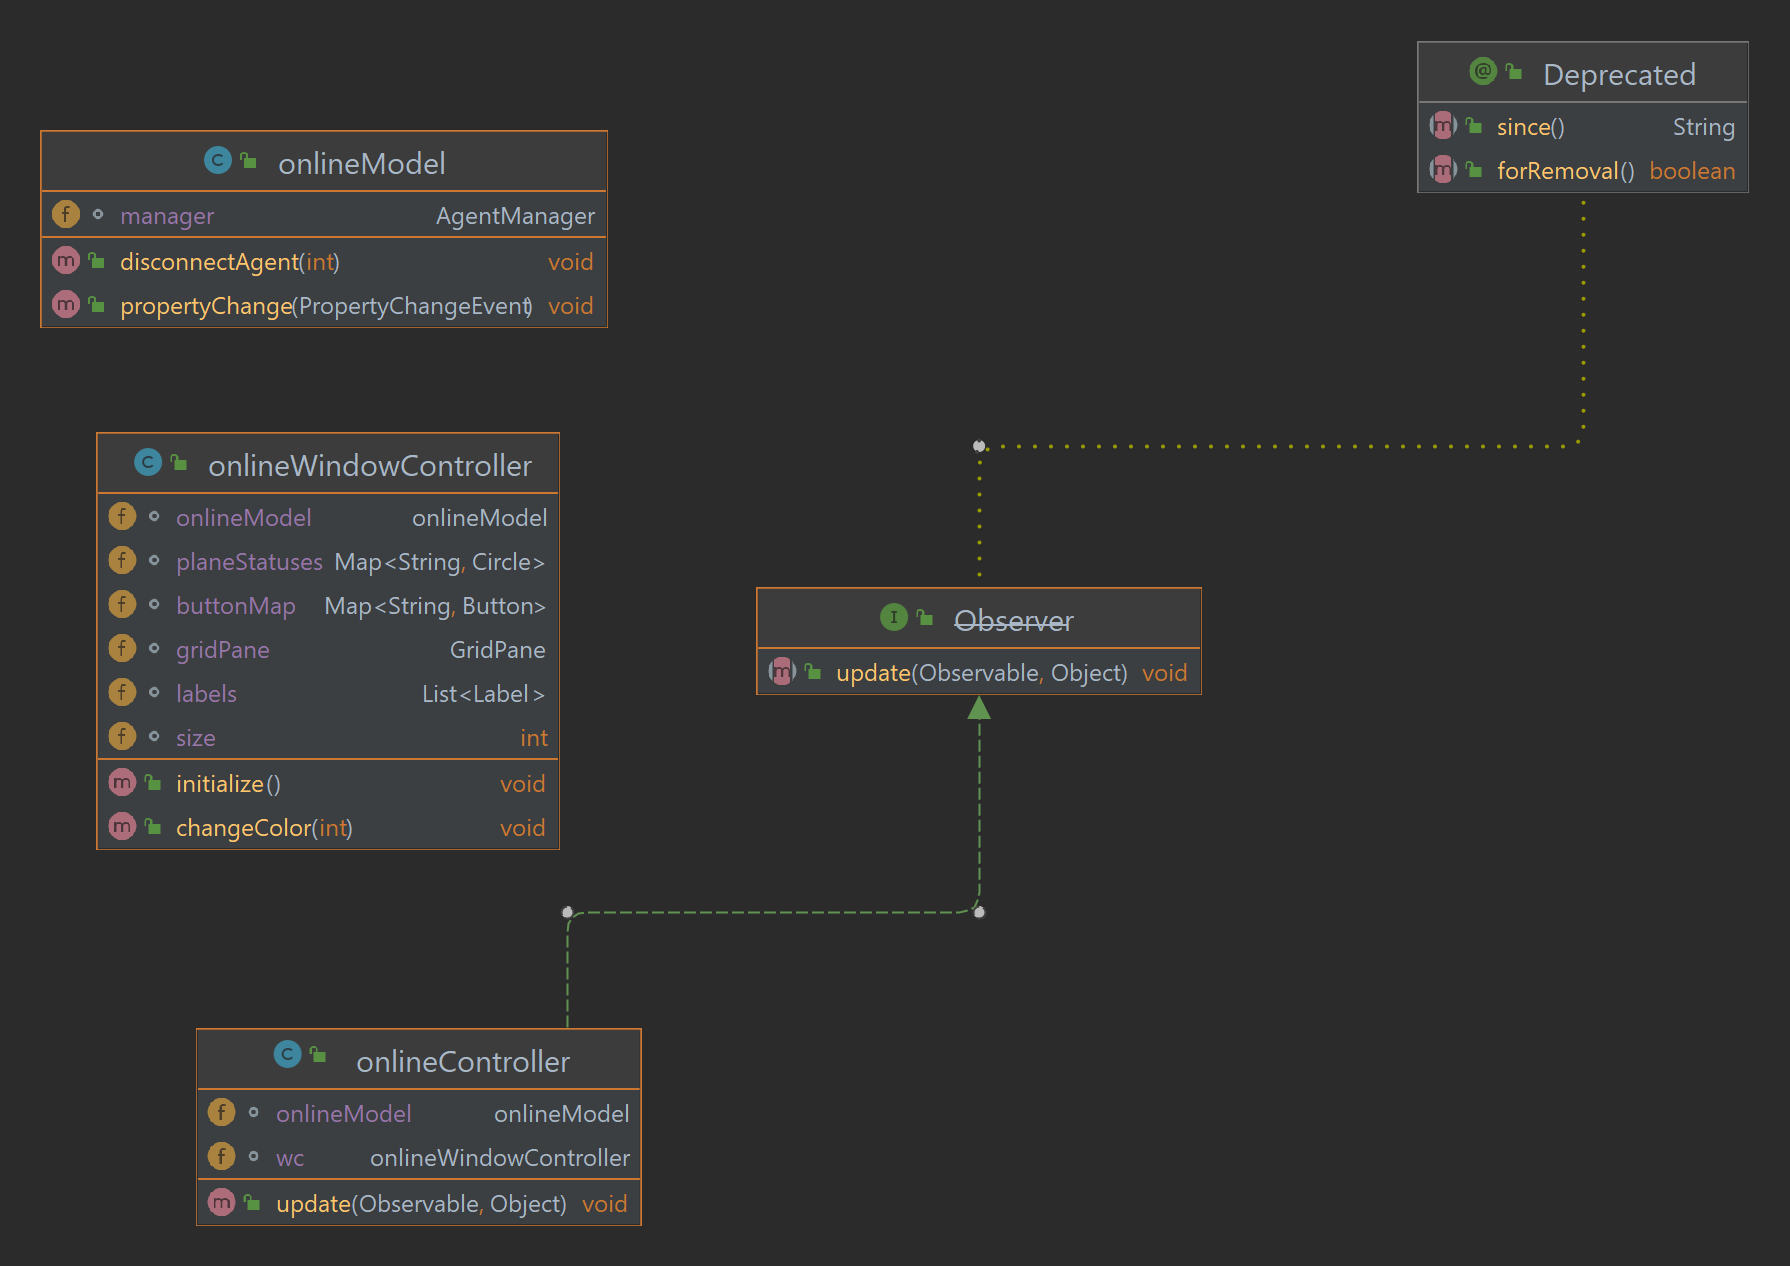 Deprecated
since() String
forRemoval() boolean
onlineModel
manager AgentManager
disconnectAgent(int) void
propertyChange(PropertyChangeEvent) void
onlineWindowController
onlineModel onlineModel
planeStatuses Map<String, Circle>
buttonMap Map<String, Button>
gridPane GridPane
labels List<Label>
size int
initialize() void
changeColor(int) void
Observer
update(Observable, Object) void
onlineController
onlineModel onlineModel
wc onlineWindowController
update(Observable, Object) void